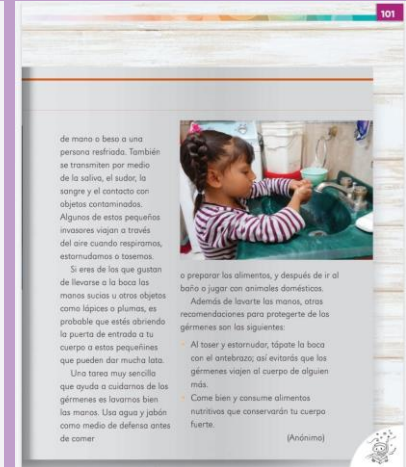 101
de mano o beso a una
persona resfriada. También
se transmiten por medio
de la saliva, el sudor, la
sangre y el contacto con
objetos contaminados.
Algunos de estos pequeños
invasores viajan a través
del aire cuando respiramos,
estornudamos o tosemos.
Si eres de los que gustan
de llevarse a la boca las
manos sucias u otros objetos
como lápices o plumas, es
probable que estés abriendo
la puerta de entrada a tu
cuerpo a estos pequeñines
que pueden dar mucha lata.
Una tarea muy sencilla
que ayuda a cuidarnos de los
gérmenes es lavarnos bien
las manos. Usa agua y jabón
como medio de defensa antes
de comer
o preparar los alimentos, y después de ir al
baño o jugar con animales domésticos.
Además de lavarte las manos, otras
recomendaciones para protegerte de los
gérmenes son las siguientes:
Al toser y estornudar, tápate la boca
con el antebrazo; así evitarás que los
gérmenes viajen al cuerpo de alguien
más.
Come bien y consume alimentos
nutritivos que conservarán tu cuerpo
fuerte.
(Anónimo)